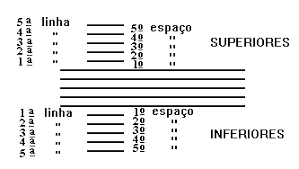 5ª linha 5º espaço
4ª " 4º "
3ª " 3º " SUPERIORES
2ª " 2º "
1ª " 1º "
1ª linha 1º espaço
2ª " 2º "
3ª " 3º " INFERIORES
4ª " 4º "
5ª " 5º "